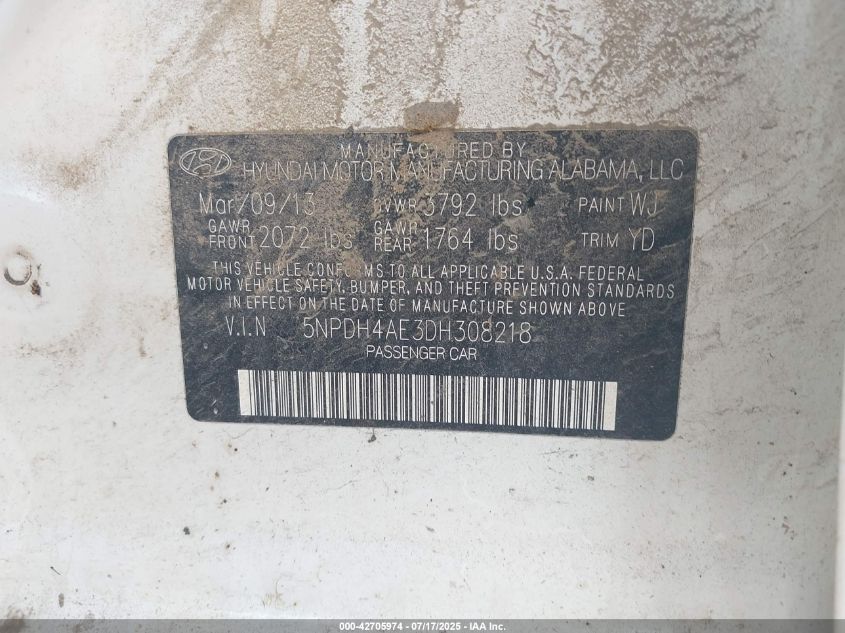 MANUFACTURED BY
HYUNDAI MOTOR MANUFACTURING ALABAMA, LLC
Mar/09/13 GVWR 3792 lbs PAINT WJ
GAWR FRONT 2072 lbs GAWR REAR 1764 lbs TRIM YD
THIS VEHICLE CONFORMS TO ALL APPLICABLE U.S.A. FEDERAL
MOTOR VEHICLE SAFETY, BUMPER, AND THEFT PREVENTION STANDARDS
IN EFFECT ON THE DATE OF MANUFACTURE SHOWN ABOVE
V.I.N 5NPDH4AE3DH308218
PASSENGER CAR
000-42705974 - 07/17/2025 - IAA Inc.